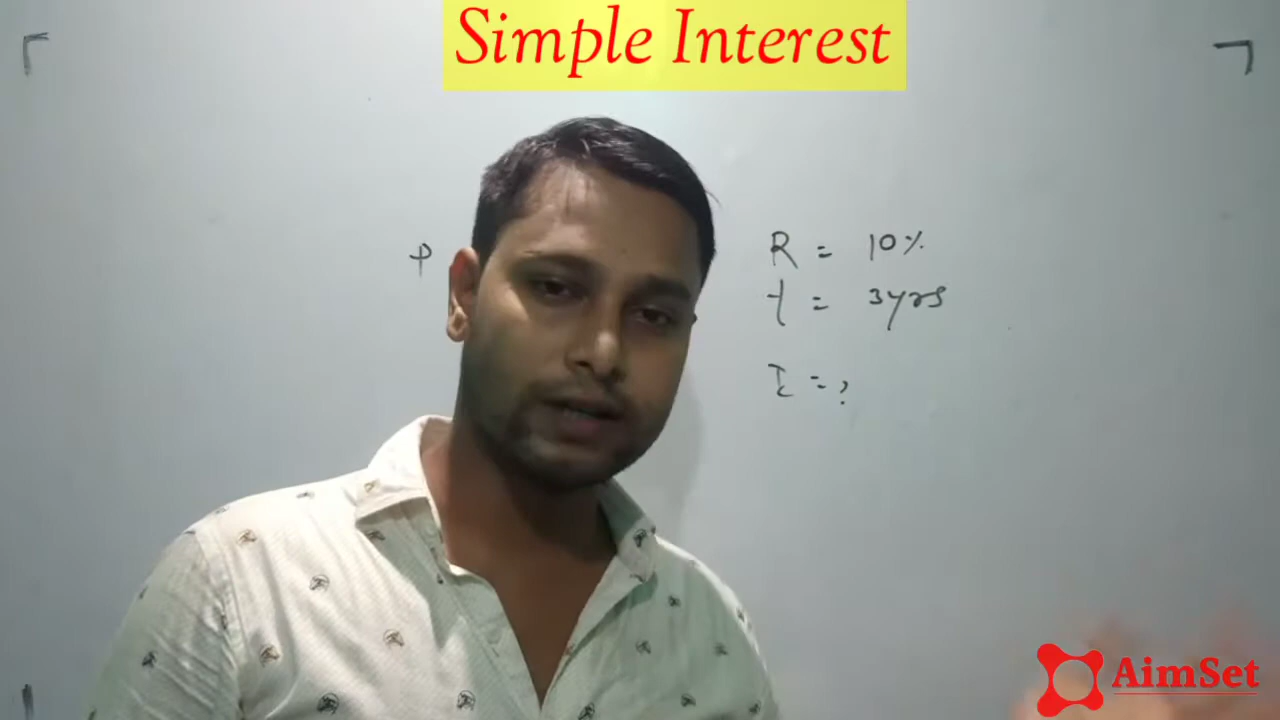 Simple Interest
P
R = 10%
t = 3yrs
I = ?
AimSet